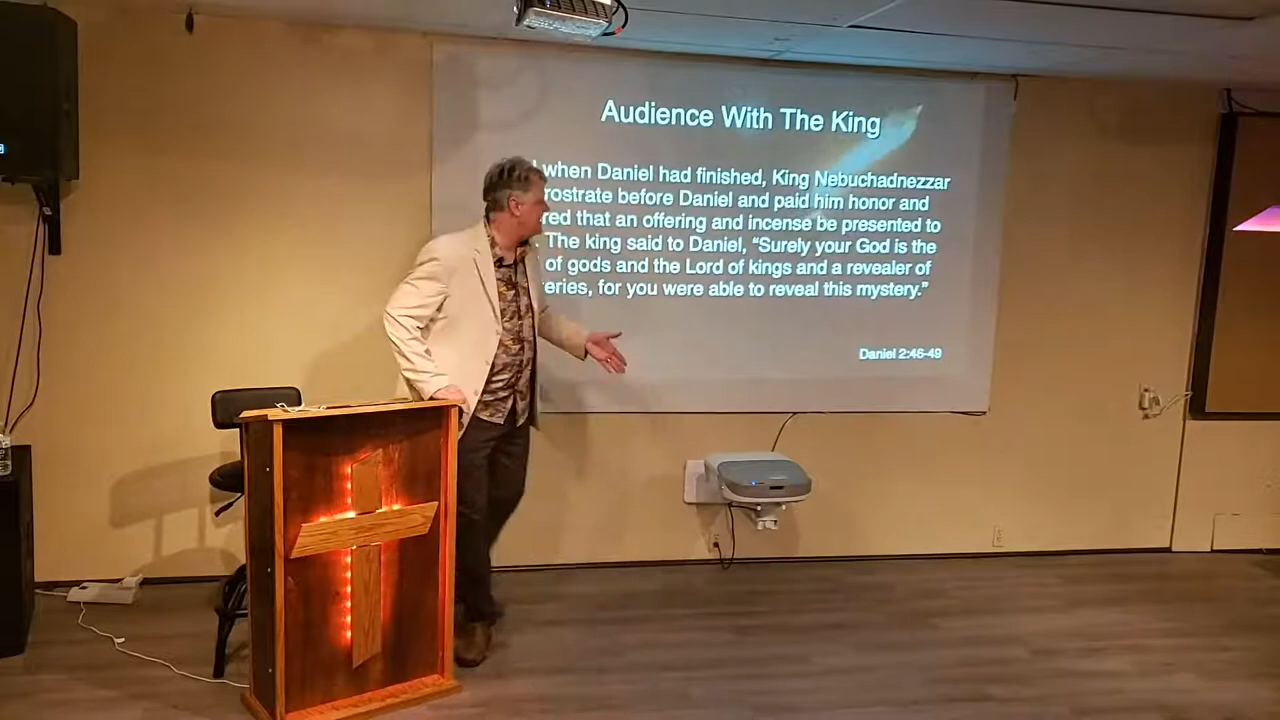 Audience With The King
when Daniel had finished, King Nebuchadnezzar
rostrate before Daniel and paid him honor and
red that an offering and incense be presented to
. The king said to Daniel, “Surely your God is the
of gods and the Lord of kings and a revealer of
eries, for you were able to reveal this mystery.”
Daniel 2:46-49